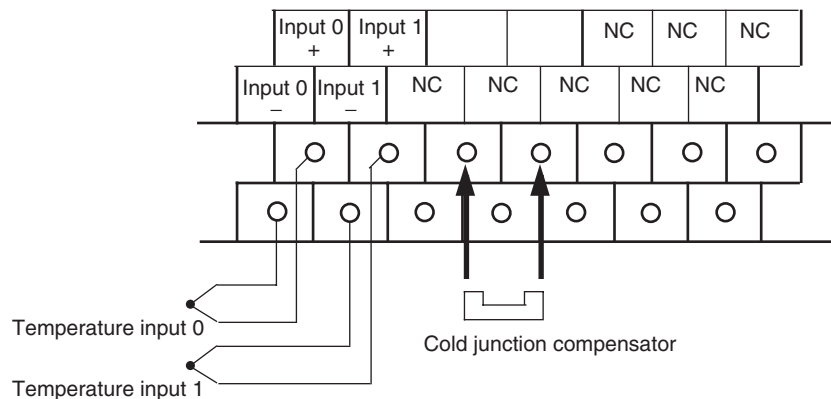 Input 0 Input 1 NC NC NC
+ +
Input 0 Input 1 NC NC NC NC NC
– –
Temperature input 0
Cold junction compensator
Temperature input 1